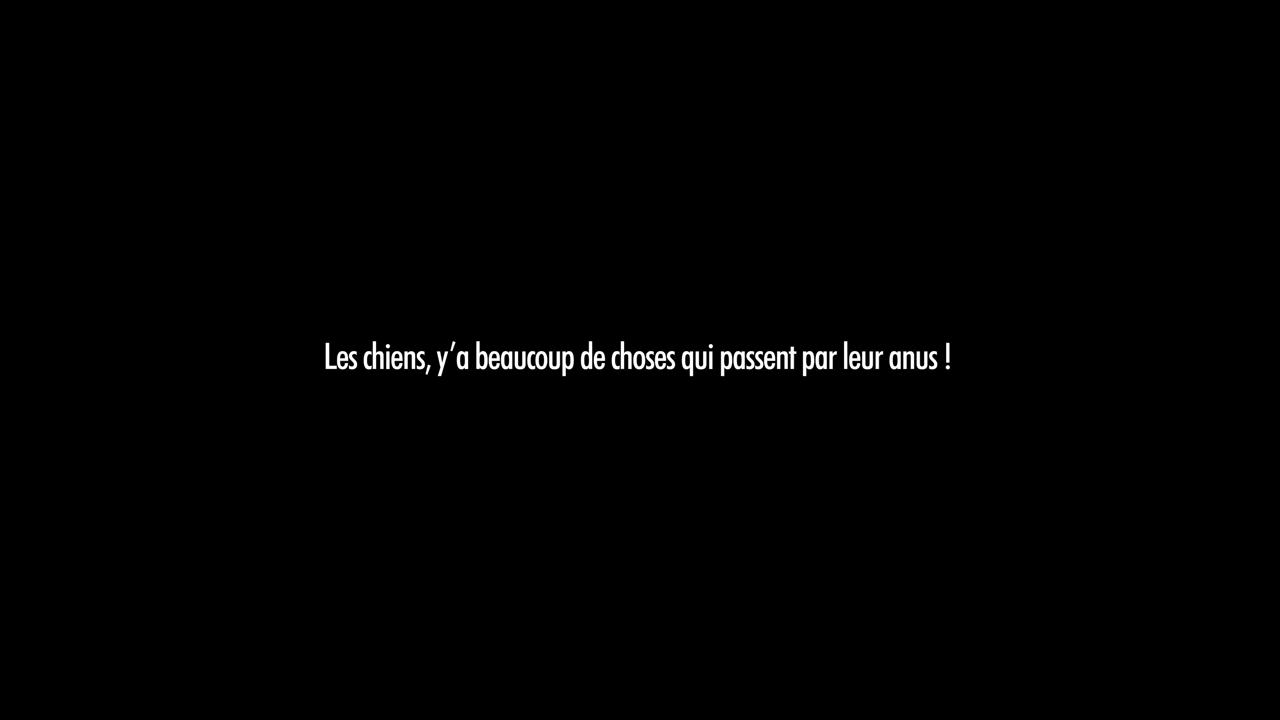 Les chiens, y’a beaucoup de choses qui passent par leur anus !